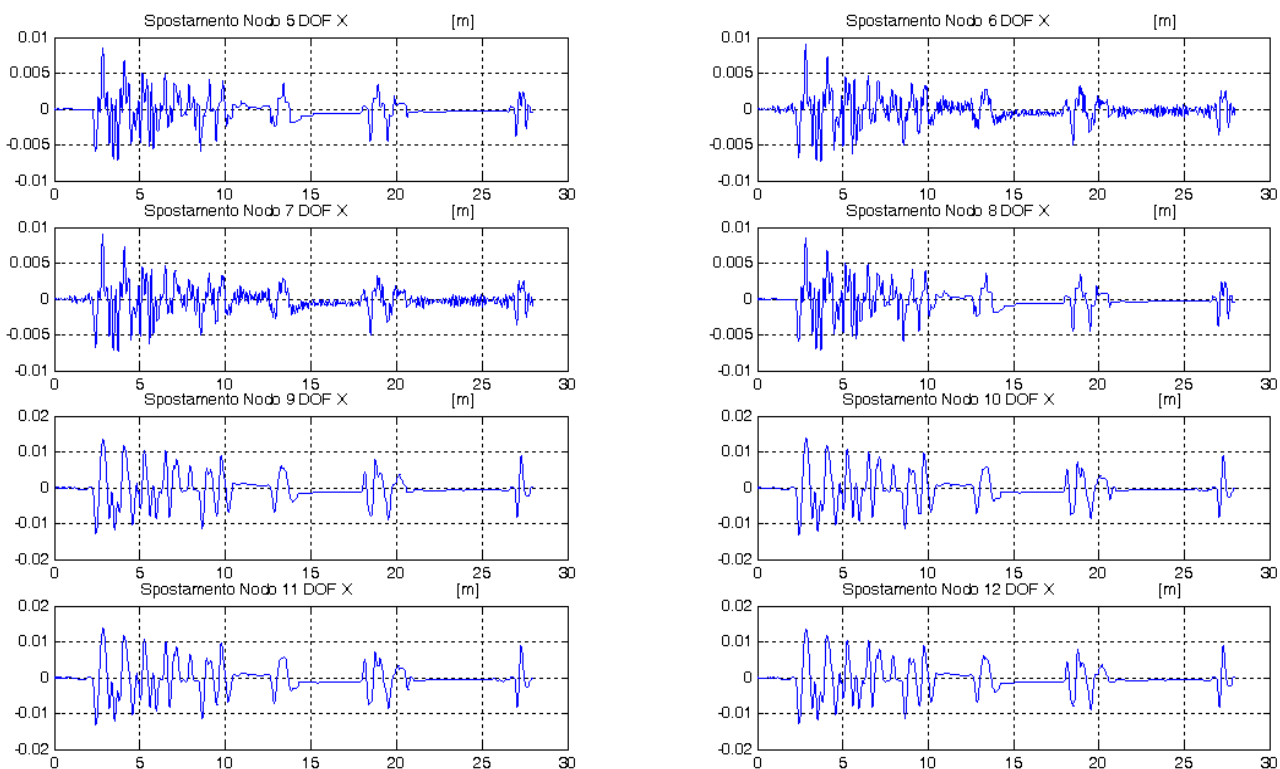 Spostamento Nodo 5 DOF X [m]
Spostamento Nodo 6 DOF X [m]
0.01
0.005
0
-0.005
-0.01
0 5 10 15 20 25 30
0.01
0.005
0
-0.005
-0.01
0 5 10 15 20 25 30
Spostamento Nodo 7 DOF X [m]
Spostamento Nodo 8 DOF X [m]
0.01
0.005
0
-0.005
-0.01
0 5 10 15 20 25 30
0.01
0.005
0
-0.005
-0.01
0 5 10 15 20 25 30
Spostamento Nodo 9 DOF X [m]
Spostamento Nodo 10 DOF X [m]
0.02
0.01
0
-0.01
-0.02
0 5 10 15 20 25 30
0.02
0.01
0
-0.01
-0.02
0 5 10 15 20 25 30
Spostamento Nodo 11 DOF X [m]
Spostamento Nodo 12 DOF X [m]
0.02
0.01
0
-0.01
-0.02
0 5 10 15 20 25 30
0.02
0.01
0
-0.01
-0.02
0 5 10 15 20 25 30